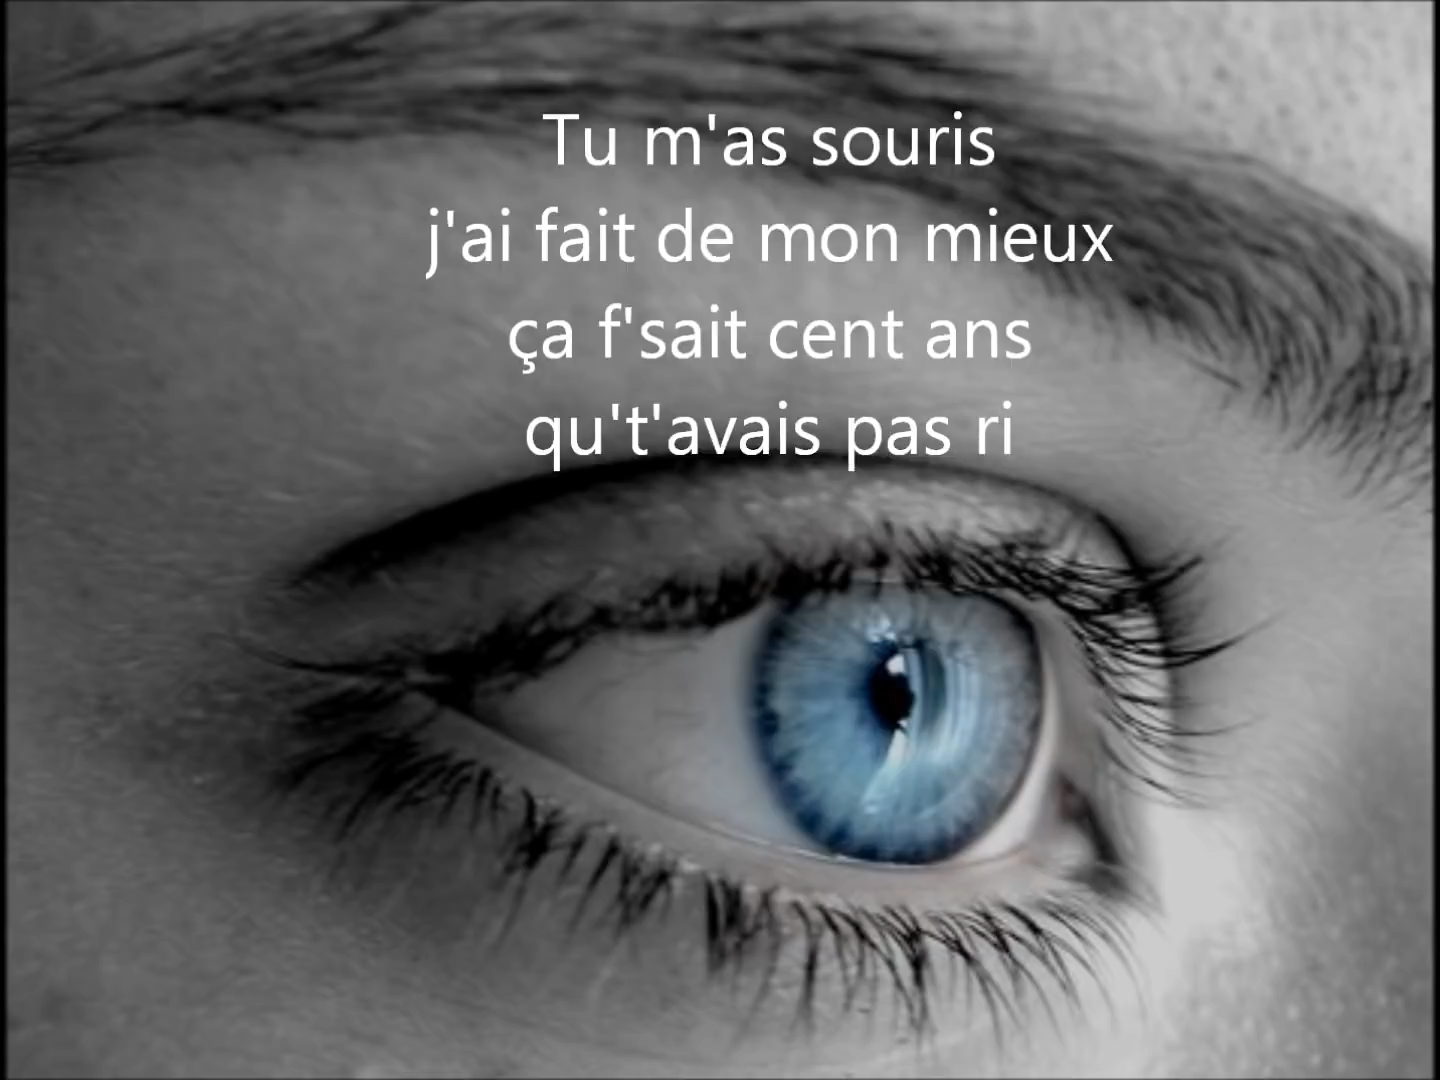 Tu m'as souris
j'ai fait de mon mieux
ça f'sait cent ans
qu't'avais pas ri